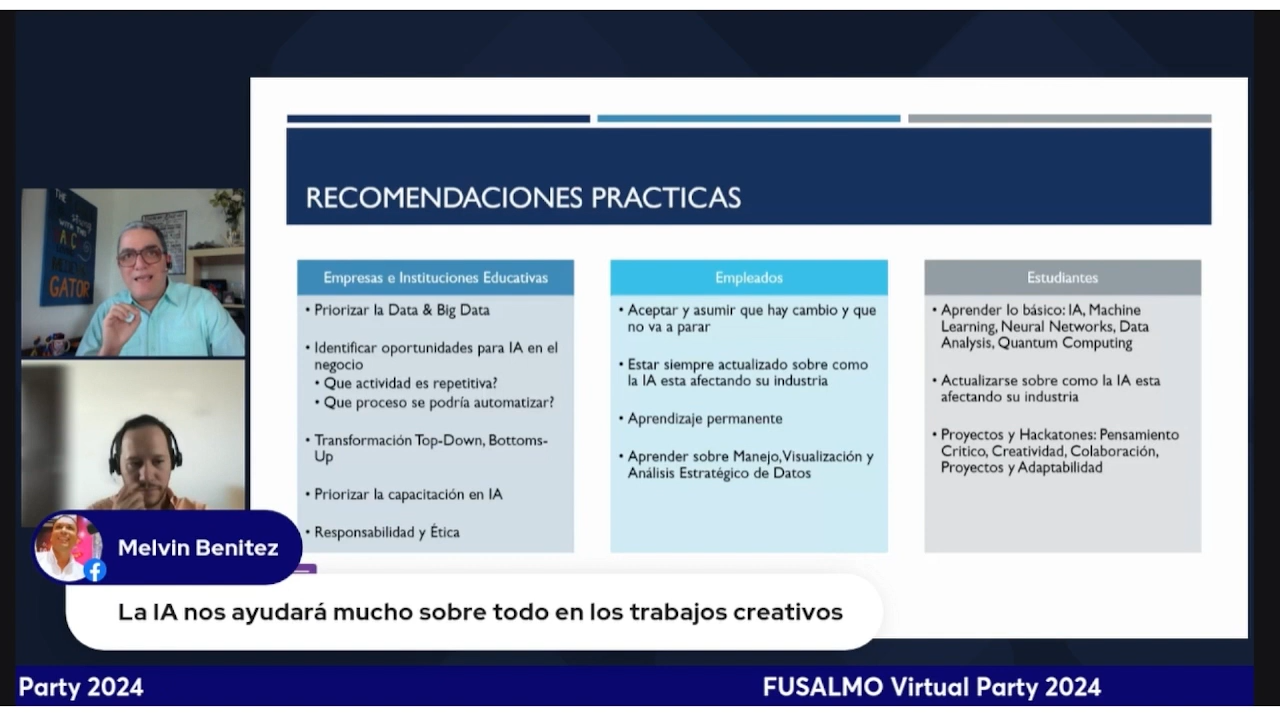 RECOMENDACIONES PRACTICAS
Empresas e Instituciones Educativas
• Priorizar la Data & Big Data
• Identificar oportunidades para IA en el
negocio
• Que actividad es repetitiva?
• Que proceso se podría automatizar?
• Transformación Top-Down, Bottoms-
Up
• Priorizar la capacitación en IA
• Responsabilidad y Ética
Empleados
• Aceptar y asumir que hay cambio y que
no va a parar
• Estar siempre actualizado sobre como
la IA esta afectando su industria
• Aprendizaje permanente
• Aprender sobre Manejo, Visualización y
Análisis Estratégico de Datos
Estudiantes
• Aprender lo básico: IA, Machine
Learning, Neural Networks, Data
Analysis, Quantum Computing
• Actualizarse sobre como la IA esta
afectando su industria
• Proyectos y Hackatones: Pensamiento
Critico, Creatividad, Colaboración,
Proyectos y Adaptabilidad
THE
GATOR
Melvin Benitez
La IA nos ayudará mucho sobre todo en los trabajos creativos
Party 2024
FUSALMO Virtual Party 2024